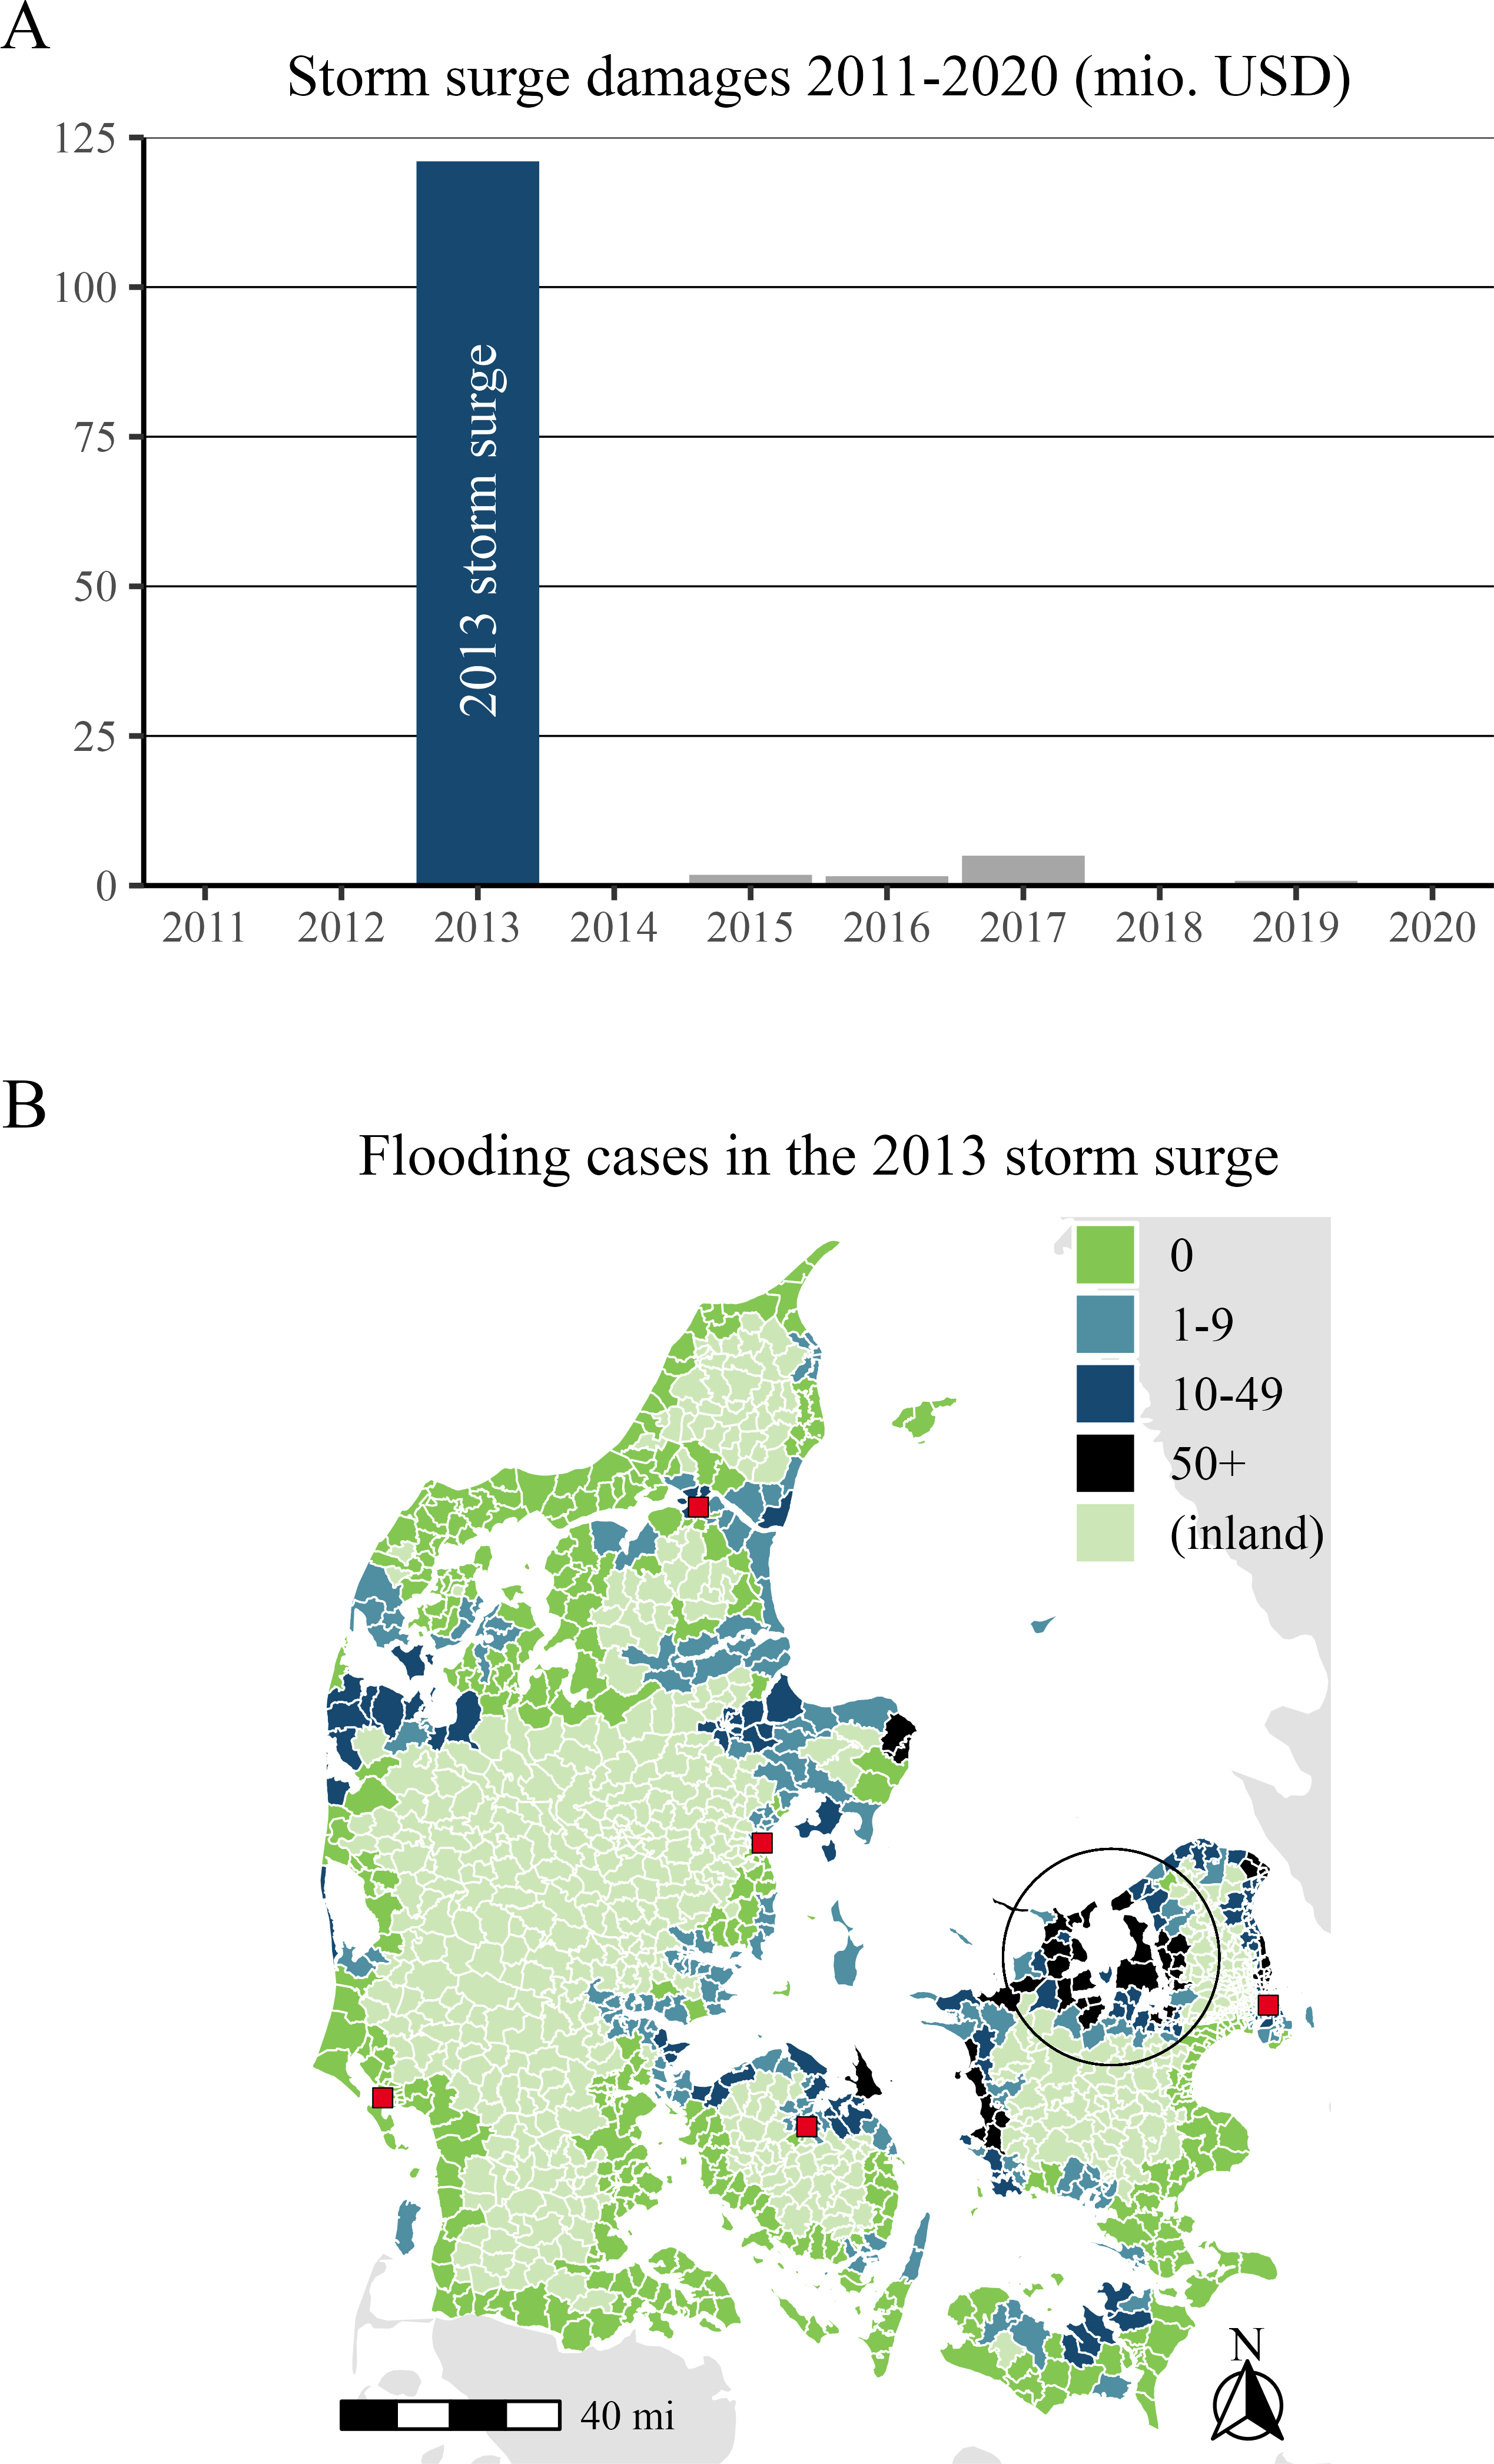 A
Storm surge damages 2011-2020 (mio. USD)
125
100
75
50
25
0
2013 storm surge
2011 2012 2013 2014 2015 2016 2017 2018 2019 2020
B
Flooding cases in the 2013 storm surge
0
1-9
10-49
50+
(inland)
N
40 mi